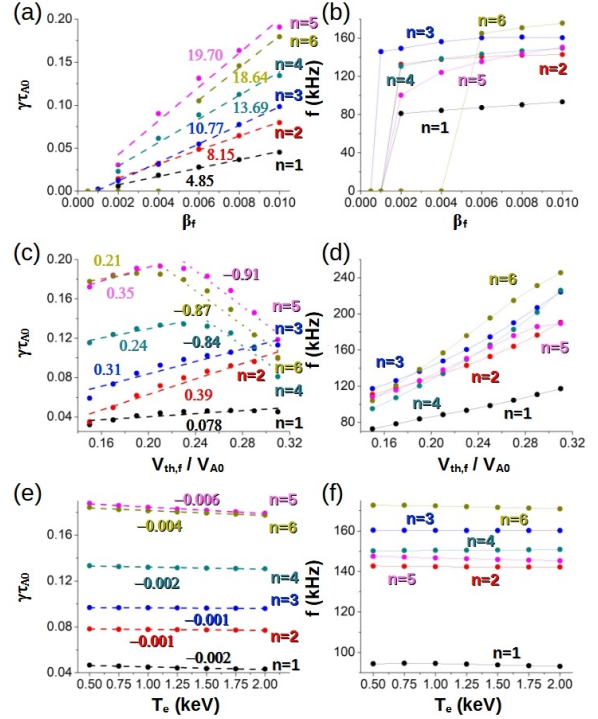 (a)
γτA0
0.20
0.15
0.10
0.05
0.00
0.000 0.002 0.004 0.006 0.008 0.010
βf
19.70
18.64
13.69
10.77
8.15
4.85
n=5
n=6
n=4
n=3
n=2
n=1
(b)
f (kHz)
160
120
80
40
0
0.000 0.002 0.004 0.006 0.008 0.010
βf
n=3
n=6
n=4
n=5
n=2
n=1
(c)
γτA0
0.20
0.16
0.12
0.08
0.04
0.15 0.18 0.21 0.24 0.27 0.30
Vth,f / VA0
0.21
0.35
−0.91
−0.87
0.24
−0.84
0.31
0.39
0.078
n=5
n=3
n=6
n=2
n=4
n=1
(d)
f (kHz)
240
200
160
120
80
0.16 0.20 0.24 0.28 0.32
Vth,f / VA0
n=6
n=3
n=5
n=4
n=2
n=1
(e)
γτA0
0.16
0.12
0.08
0.04
0.50 0.75 1.00 1.25 1.50 1.75 2.00
Te (keV)
−0.006
−0.004
−0.002
−0.001
−0.001
−0.002
n=5
n=6
n=4
n=3
n=2
n=1
(f)
f (kHz)
180
160
140
120
100
0.50 0.75 1.00 1.25 1.50 1.75 2.00
Te (keV)
n=6
n=3
n=4
n=5
n=2
n=1